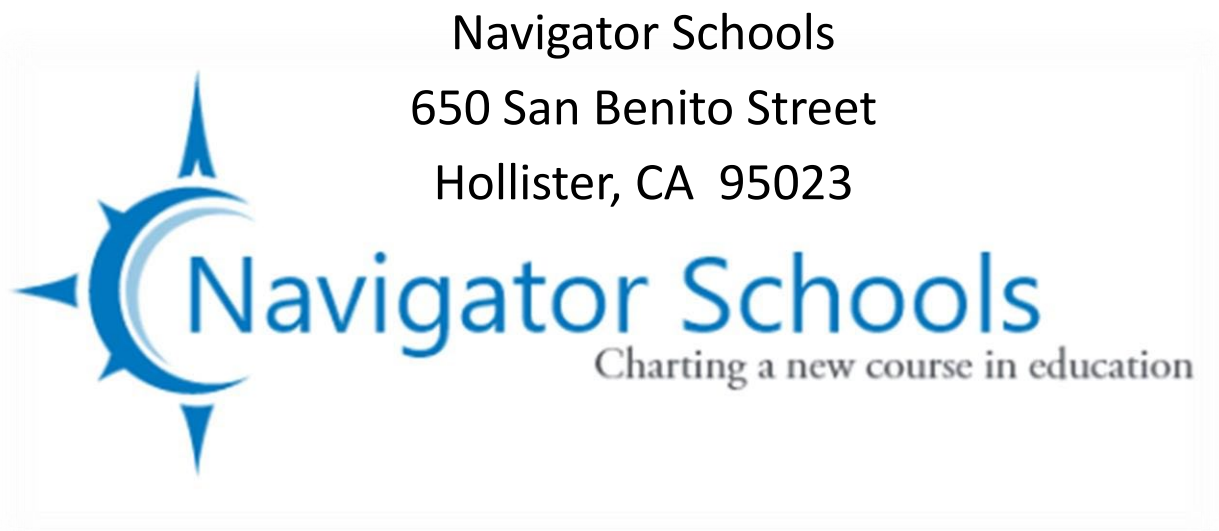 Navigator Schools
650 San Benito Street
Hollister, CA  95023
Navigator Schools
Charting a new course in education